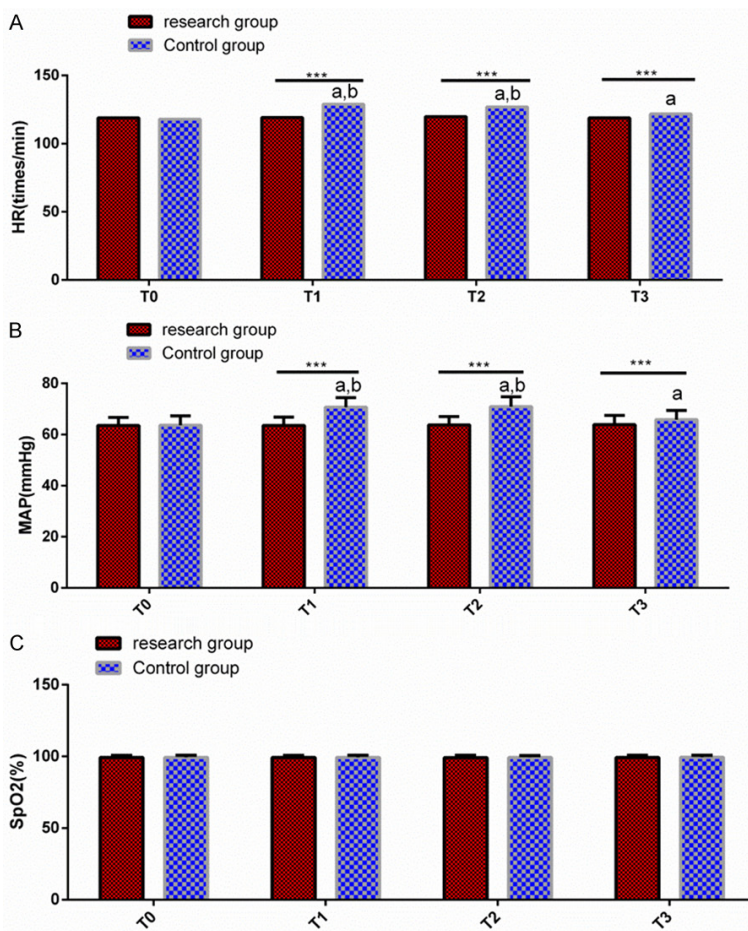 A
research group
Control group
HR(times/min)
150
100
50
0
***
***
***
a,b
a,b
a
T0
T1
T2
T3
B
research group
Control group
MAP(mmHg)
80
60
40
20
0
***
***
***
a,b
a,b
a
T0
T1
T2
T3
C
research group
Control group
SpO2(%)
150
100
50
0
T0
T1
T2
T3